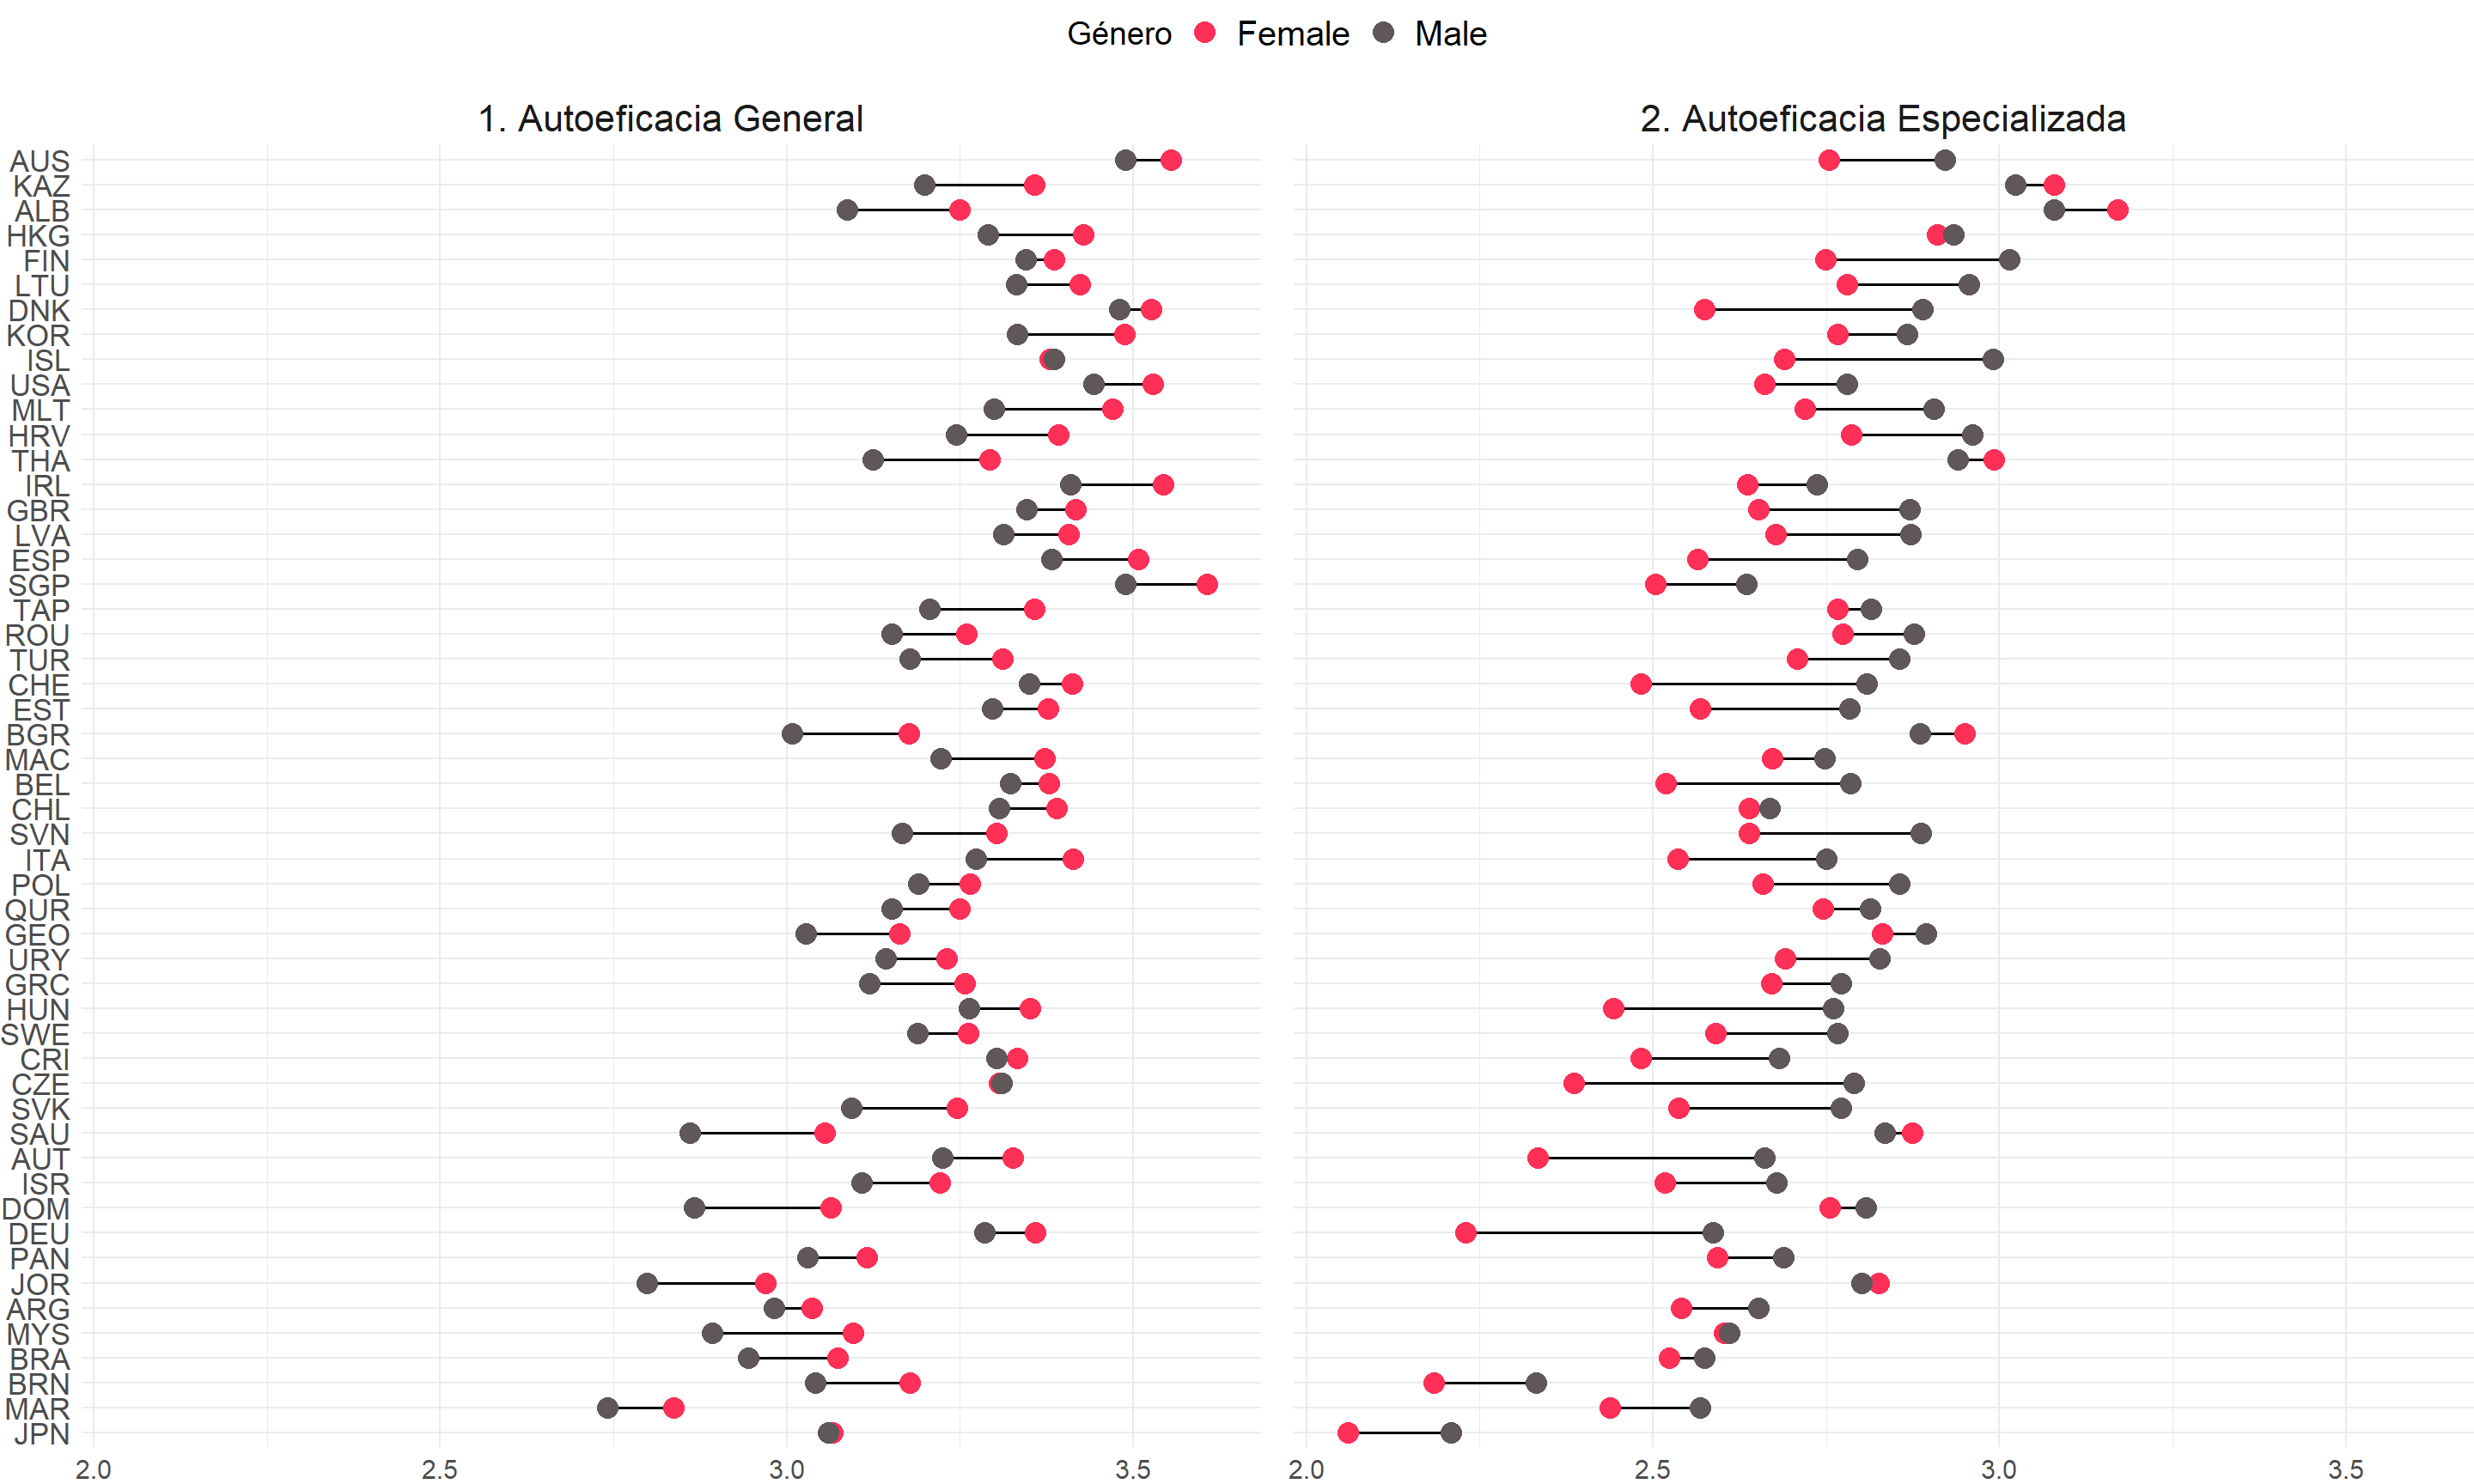 Género Female Male
1. Autoeficacia General
2. Autoeficacia Especializada
AUS
KAZ
ALB
HKG
FIN
LTU
DNK
KOR
ISL
USA
MLT
HRV
THA
IRL
GBR
LVA
ESP
SGP
TAP
ROU
TUR
CHE
EST
BGR
MAC
BEL
CHL
SVN
ITA
POL
QUR
GEO
URY
GRC
HUN
SWE
CRI
CZE
SVK
SAU
AUT
ISR
DOM
DEU
PAN
JOR
ARG
MYS
BRA
BRN
MAR
JPN
2.0 2.5 3.0 3.5
2.0 2.5 3.0 3.5